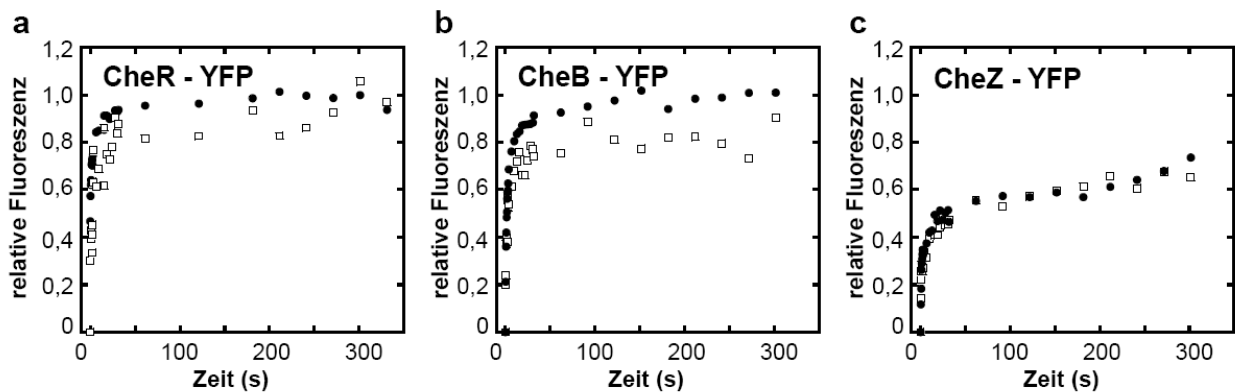 a
b
c
1,2
1,0
0,8
0,6
0,4
0,2
0
CheR - YFP
relative Fluoreszenz
0
100
200
300
Zeit (s)
1,2
1,0
0,8
0,6
0,4
0,2
0
CheB - YFP
relative Fluoreszenz
0
100
200
300
Zeit (s)
1,2
1,0
0,8
0,6
0,4
0,2
0
CheZ - YFP
relative Fluoreszenz
0
100
200
300
Zeit (s)